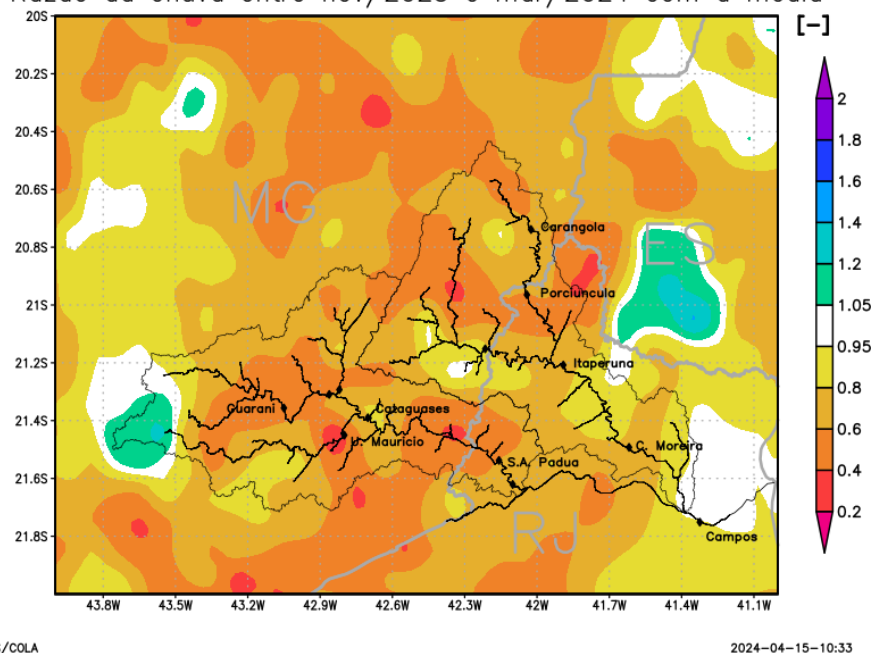 [-]
20S
20.2S
20.4S
20.6S
20.8S
21S
21.2S
21.4S
21.6S
21.8S
MG
ES
RJ
Carangola
Porciuncula
Itaperuna
Guarani
Cataguases
Mauricio
C. Moreira
S.A. Padua
Campos
2
1.8
1.6
1.4
1.2
1.05
0.95
0.8
0.6
0.4
0.2
43.8W 43.5W 43.2W 42.9W 42.6W 42.3W 42W 41.7W 41.4W 41.1W
/COLA
2024-04-15-10:33